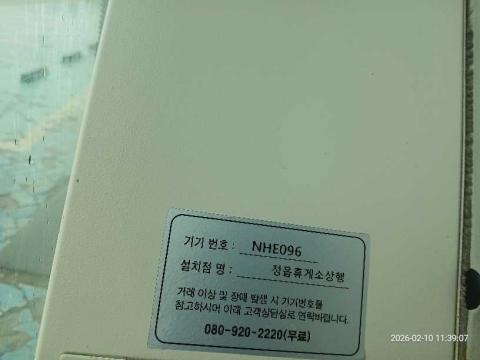 기기 번호 : NHE096
설치점 명 : 정읍휴게소상행
거래 이상 및 장애 발생 시 기기번호를
참고하시어 아래 고객상담실로 연락바랍니다.
080-920-2220(무료)
2026-02-10 11:39:07